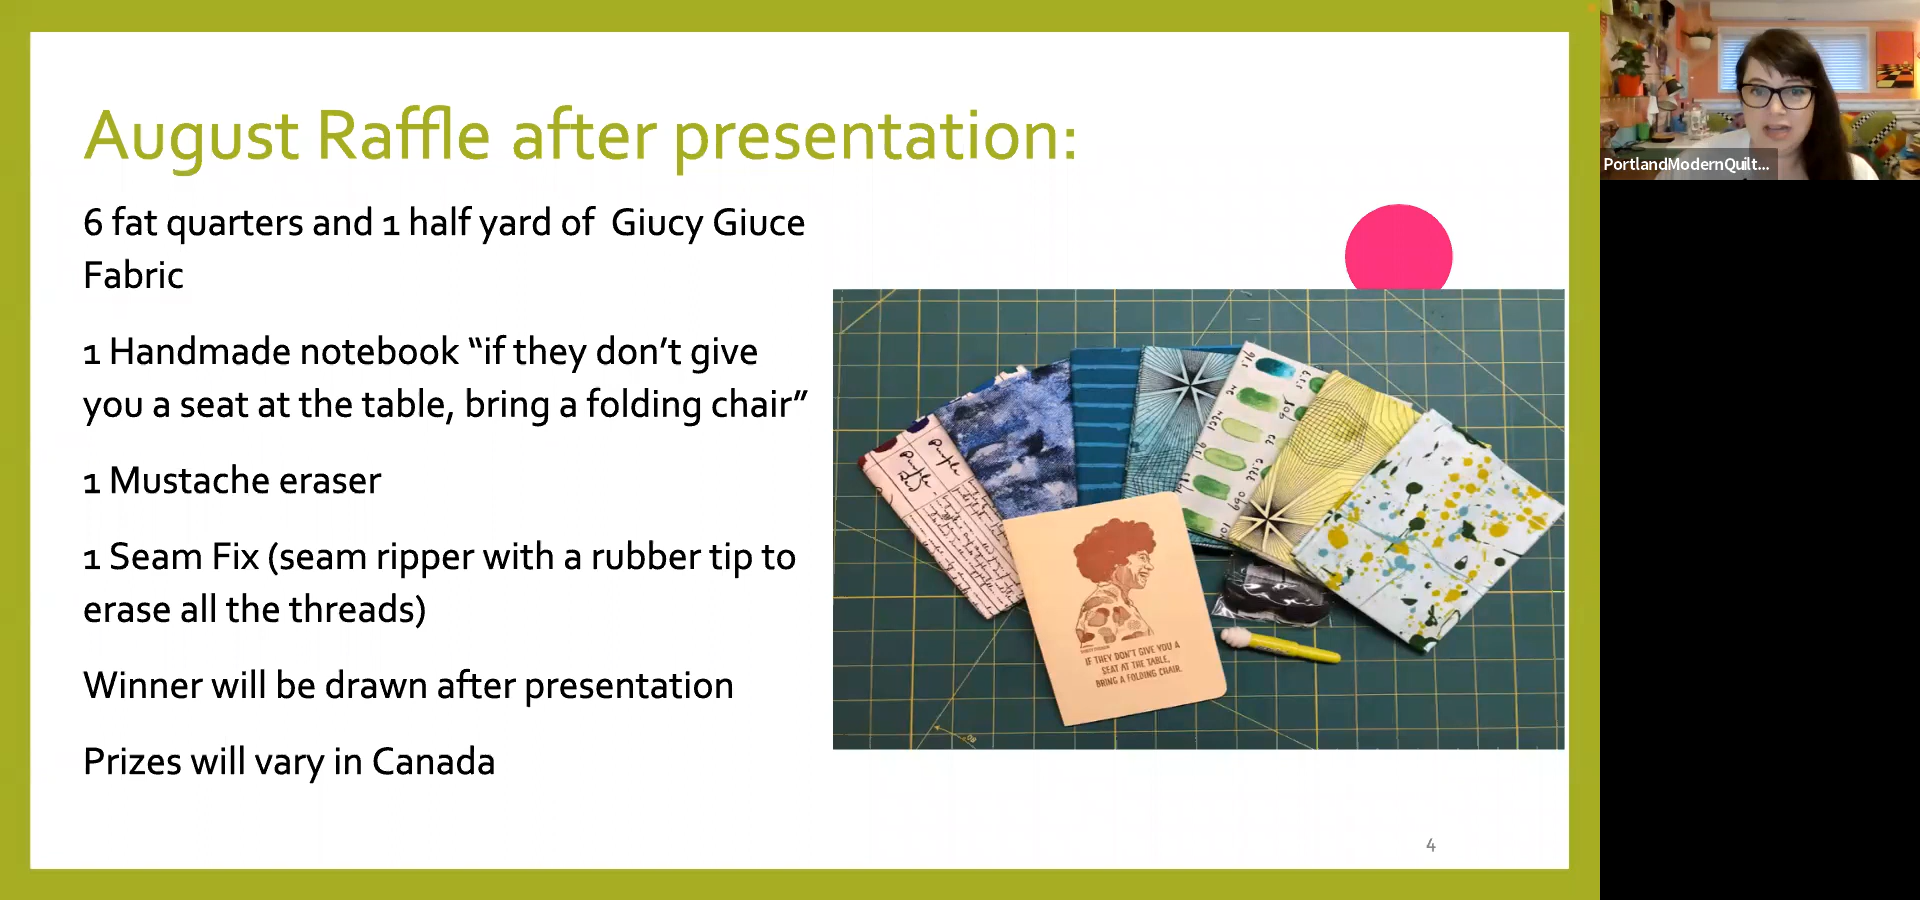 August Raffle after presentation:
6 fat quarters and 1 half yard of  Giucy Giuce
Fabric
1 Handmade notebook “if they don’t give
you a seat at the table, bring a folding chair”
1 Mustache eraser
1 Seam Fix (seam ripper with a rubber tip to
erase all the threads)
Winner will be drawn after presentation
Prizes will vary in Canada
IF THEY DON'T GIVE YOU A
SEAT AT THE TABLE,
BRING A FOLDING CHAIR.
4
PortlandModernQuilt...